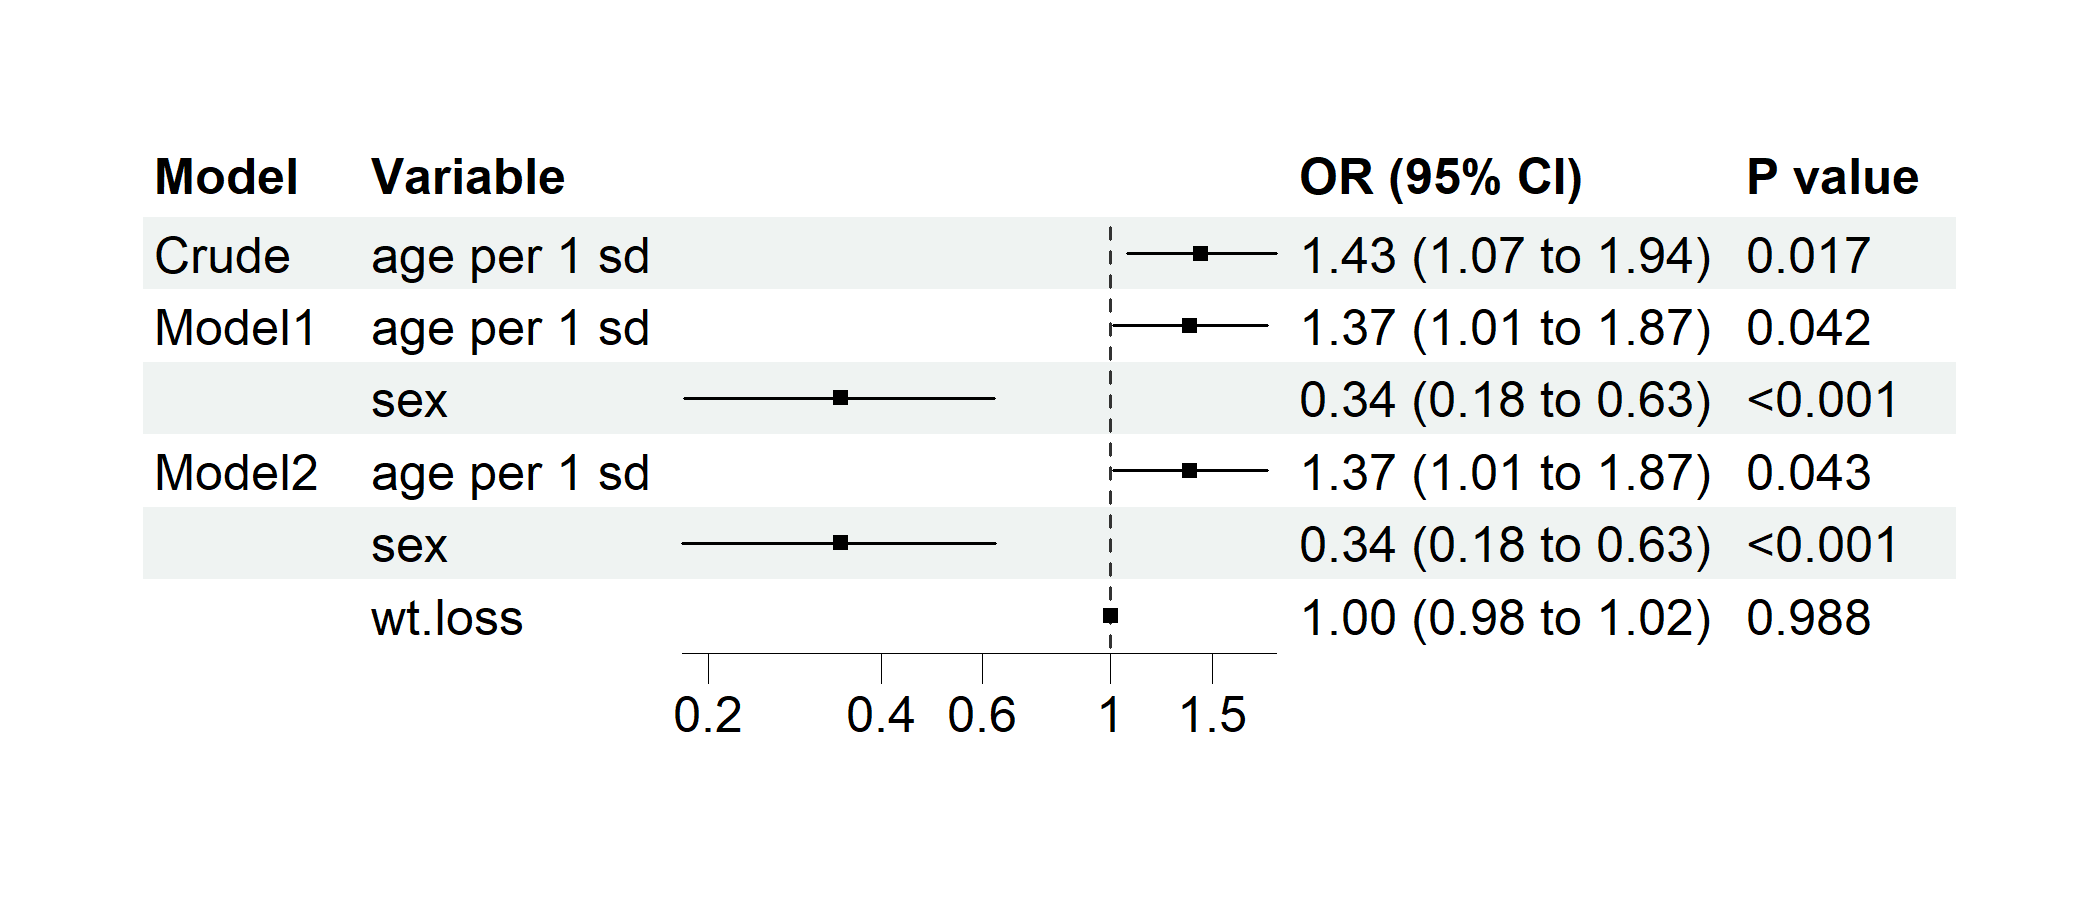 Model Variable OR (95% CI) P value
Crude age per 1 sd 1.43 (1.07 to 1.94) 0.017
Model1 age per 1 sd 1.37 (1.01 to 1.87) 0.042
sex 0.34 (0.18 to 0.63) <0.001
Model2 age per 1 sd 1.37 (1.01 to 1.87) 0.043
sex 0.34 (0.18 to 0.63) <0.001
wt.loss 1.00 (0.98 to 1.02) 0.988
0.2 0.4 0.6 1 1.5